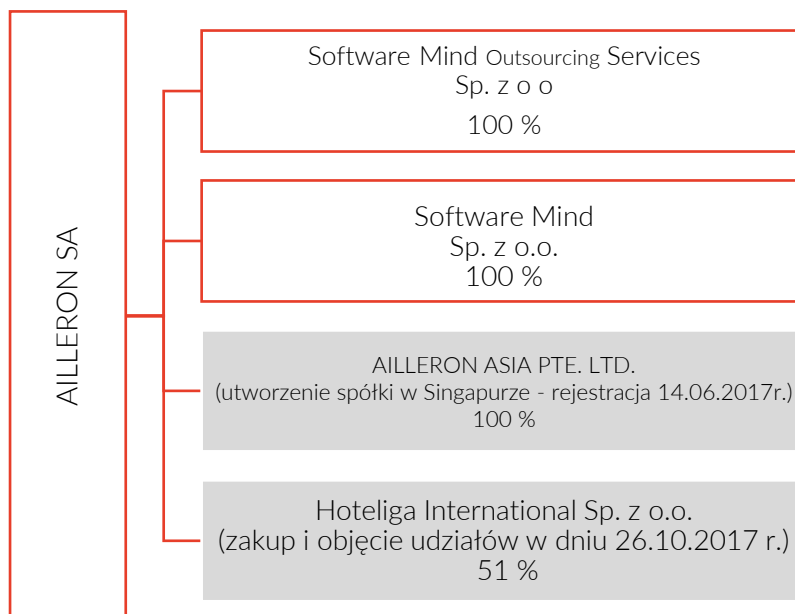 AILLERON SA
Software Mind Outsourcing Services
Sp. z o o
100 %
Software Mind
Sp. z o.o.
100 %
AILLERON ASIA PTE. LTD.
(utworzenie spółki w Singapurze - rejestracja 14.06.2017r.)
100 %
Hoteliga International Sp. z o.o.
(zakup i objęcie udziałów w dniu 26.10.2017 r.)
51 %